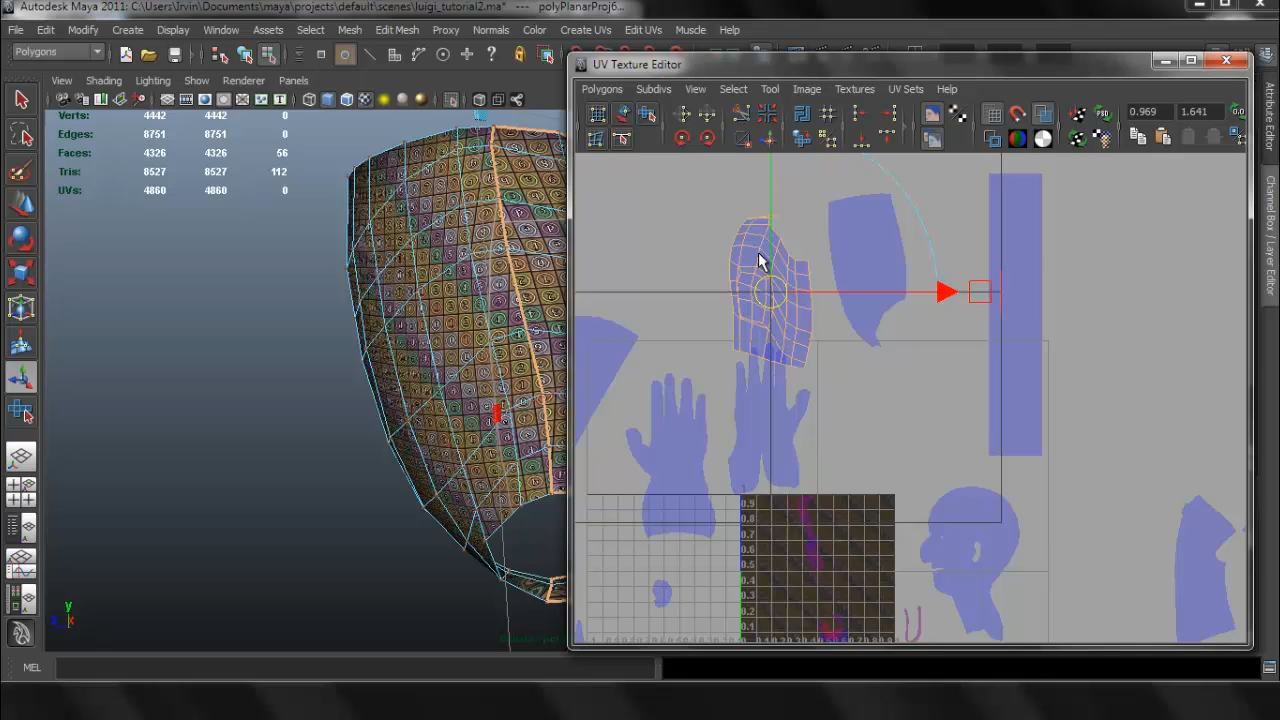 Autodesk Maya 2011: C:\Users\Irvin\Documents\maya\projects\default\scenes\luigi_tutorial2.ma* --- polyPlanarProj6...
File Edit Modify Create Display Window Assets Select Mesh Edit Mesh Proxy Normals Color Create UVs Edit UVs Muscle Help
Polygons
View Shading Lighting Show Renderer Panels
Verts: 4442 4442 0
Edges: 8751 8751 0
Faces: 4326 4326 56
Tris: 8527 8527 112
UVs: 4860 4860 0
UV Texture Editor
Polygons Subdivs View Select Tool Image Textures UV Sets Help
0.969 1.641 0.0
PSD
Attribute Editor
Channel Box / Layer Editor
1
0.9
0.8
0.7
0.6
0.5
0.4
0.3
0.2
0.1
U
y
z x
MEL